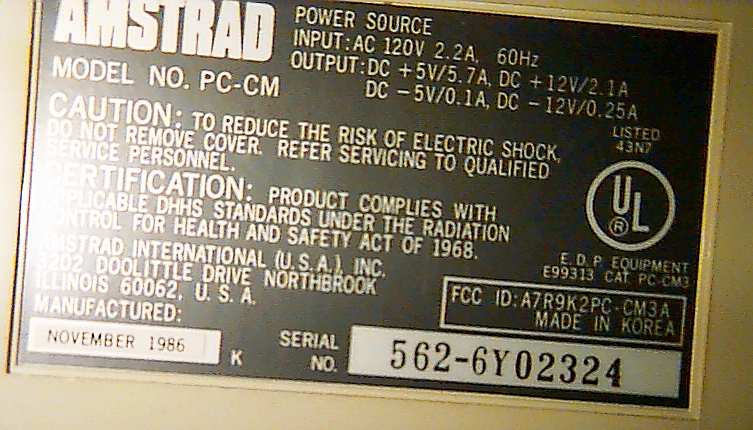 AMSTRAD
POWER SOURCE
INPUT: AC 120V 2.2A, 60Hz
OUTPUT: DC +5V/5.7A, DC +12V/2.1A
DC -5V/0.1A, DC -12V/0.25A
MODEL NO. PC-CM
CAUTION: TO REDUCE THE RISK OF ELECTRIC SHOCK,
DO NOT REMOVE COVER. REFER SERVICING TO QUALIFIED
SERVICE PERSONNEL.
CERTIFICATION: PRODUCT COMPLIES WITH
APPLICABLE DHHS STANDARDS UNDER THE RADIATION
CONTROL FOR HEALTH AND SAFETY ACT OF 1968.
AMSTRAD INTERNATIONAL (U.S.A.) INC.
3202 DOOLITTLE DRIVE NORTHBROOK
ILLINOIS 60062, U. S. A.
LISTED
43N7
UL
®
E. D. P. EQUIPMENT
E99313 CAT. PC-CM3
FCC ID: A7R9K2PC-CM3A
MADE IN KOREA
MANUFACTURED:
NOVEMBER 1986
K
SERIAL
NO.
562-6Y02324